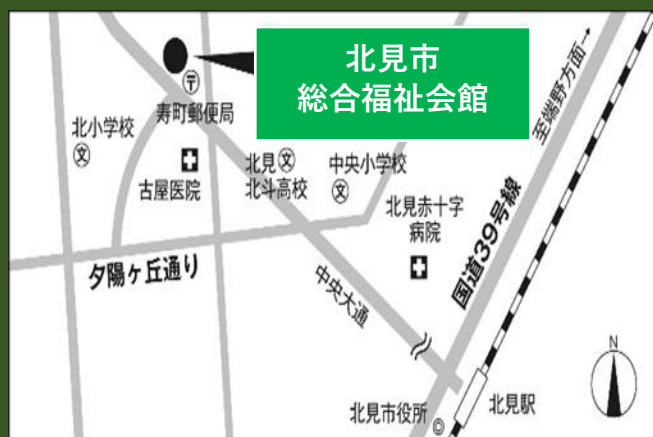 北見市
総合福祉会館
至端野方面→
〒
寿町郵便局
北小学校
文
古屋医院
北見
北斗高校
文
中央小学校
文
北見赤十字
病院
国道39号線
夕陽ヶ丘通り
中央大通
N
北見市役所
北見駅